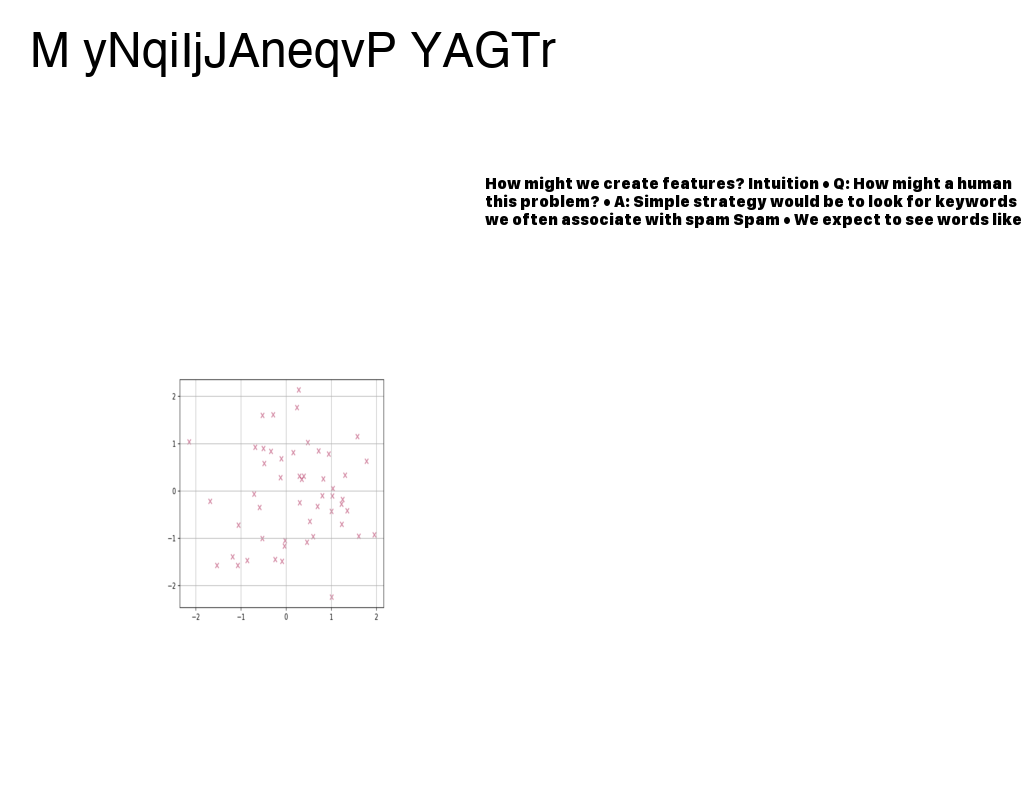 M yNqiIjJAneqvP YAGTr
How might we create features? Intuition • Q: How might a human
this problem? • A: Simple strategy would be to look for keywords
we often associate with spam Spam • We expect to see words like
2
1
0
−1
−2
−2 −1 0 1 2